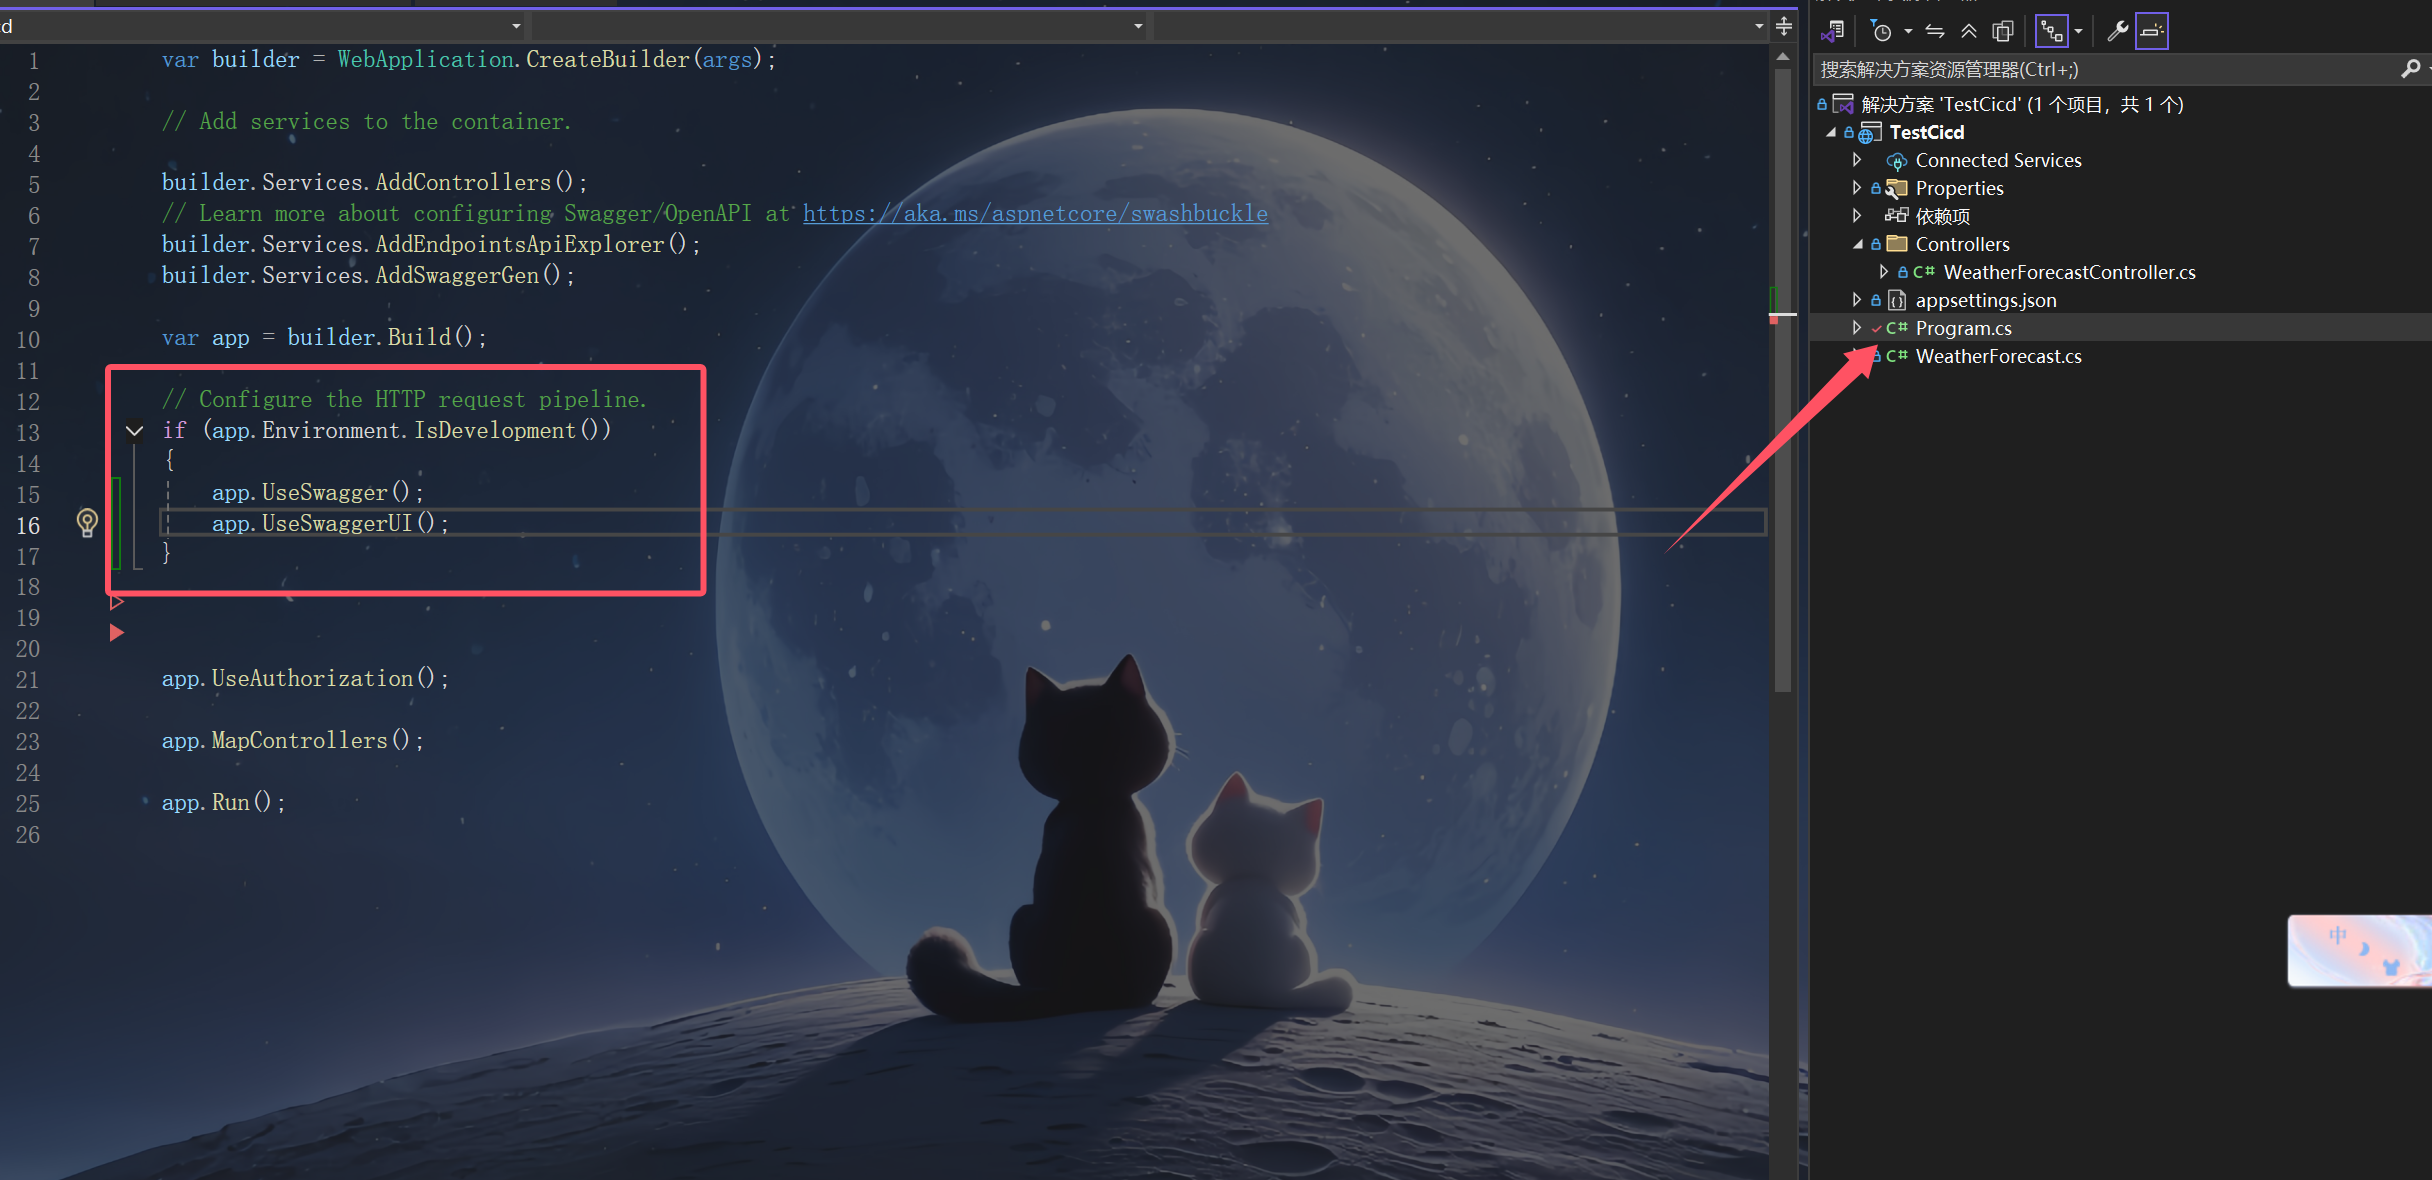 cd
1 var builder = WebApplication.CreateBuilder(args);
2
3 // Add services to the container.
4
5 builder.Services.AddControllers();
6 // Learn more about configuring Swagger/OpenAPI at https://aka.ms/aspnetcore/swashbuckle
7 builder.Services.AddEndpointsApiExplorer();
8 builder.Services.AddSwaggerGen();
9
10 var app = builder.Build();
11
12 // Configure the HTTP request pipeline.
13 if (app.Environment.IsDevelopment())
14 {
15 app.UseSwagger();
16 app.UseSwaggerUI();
17 }
18
19
20
21 app.UseAuthorization();
22
23 app.MapControllers();
24
25 app.Run();
26
搜索解决方案资源管理器(Ctrl+;)
解决方案 'TestCicd' (1 个项目，共 1 个)
TestCicd
Connected Services
Properties
依赖项
Controllers
C# WeatherForecastController.cs
appsettings.json
C# Program.cs
C# WeatherForecast.cs
中